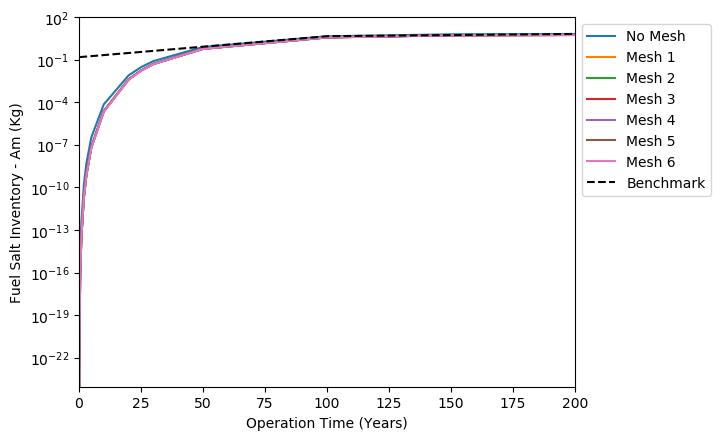 Fuel Salt Inventory - Am (Kg)
10^2
10^-1
10^-4
10^-7
10^-10
10^-13
10^-16
10^-19
10^-22
0 25 50 75 100 125 150 175 200
Operation Time (Years)
No Mesh
Mesh 1
Mesh 2
Mesh 3
Mesh 4
Mesh 5
Mesh 6
Benchmark